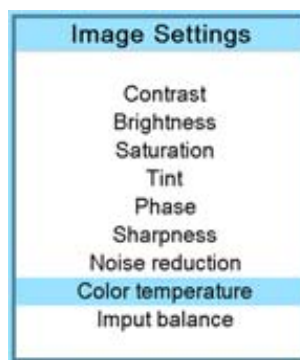 Image Settings
Contrast
Brightness
Saturation
Tint
Phase
Sharpness
Noise reduction
Color temperature
Imput balance